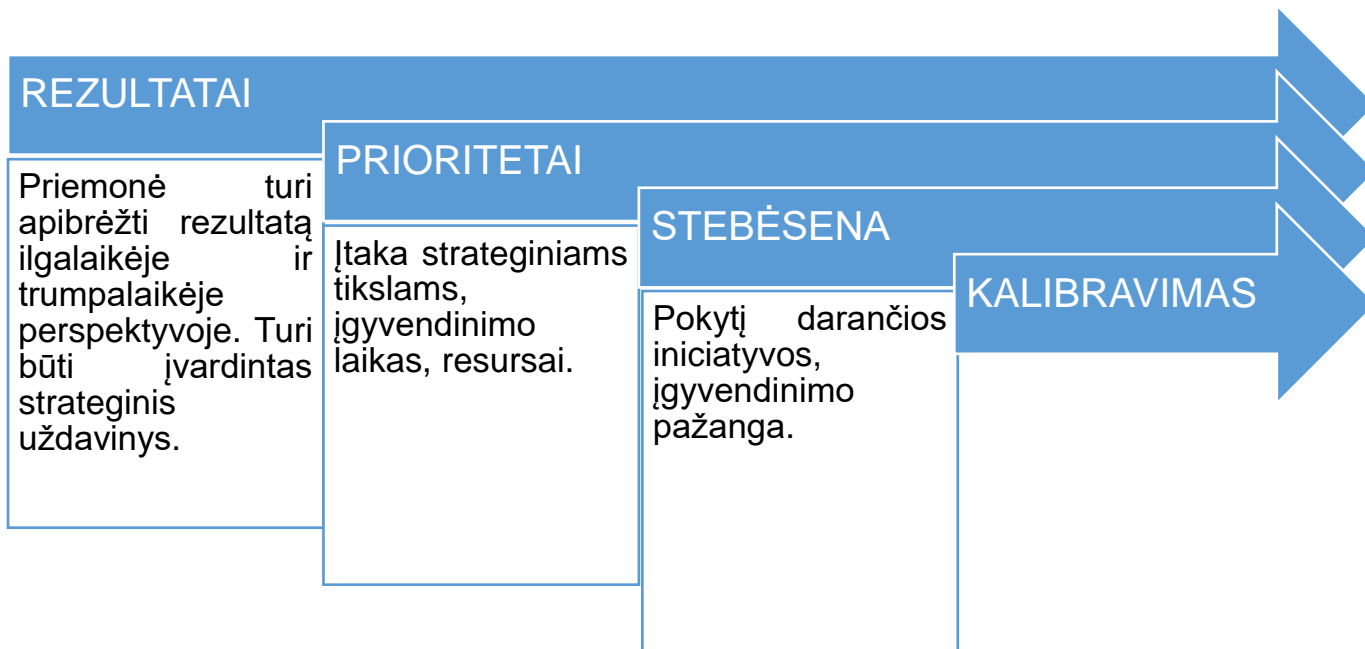 REZULTATAI
Priemonė turi
apibrėžti rezultatą
ilgalaikėje ir
trumpalaikėje
perspektyvoje. Turi
būti įvardintas
strateginis
uždavinys.
PRIORITETAI
Įtaka strateginiams
tikslams,
įgyvendinimo
laikas, resursai.
STEBĖSENA
Pokytį darančios
iniciatyvos,
įgyvendinimo
pažanga.
KALIBRAVIMAS